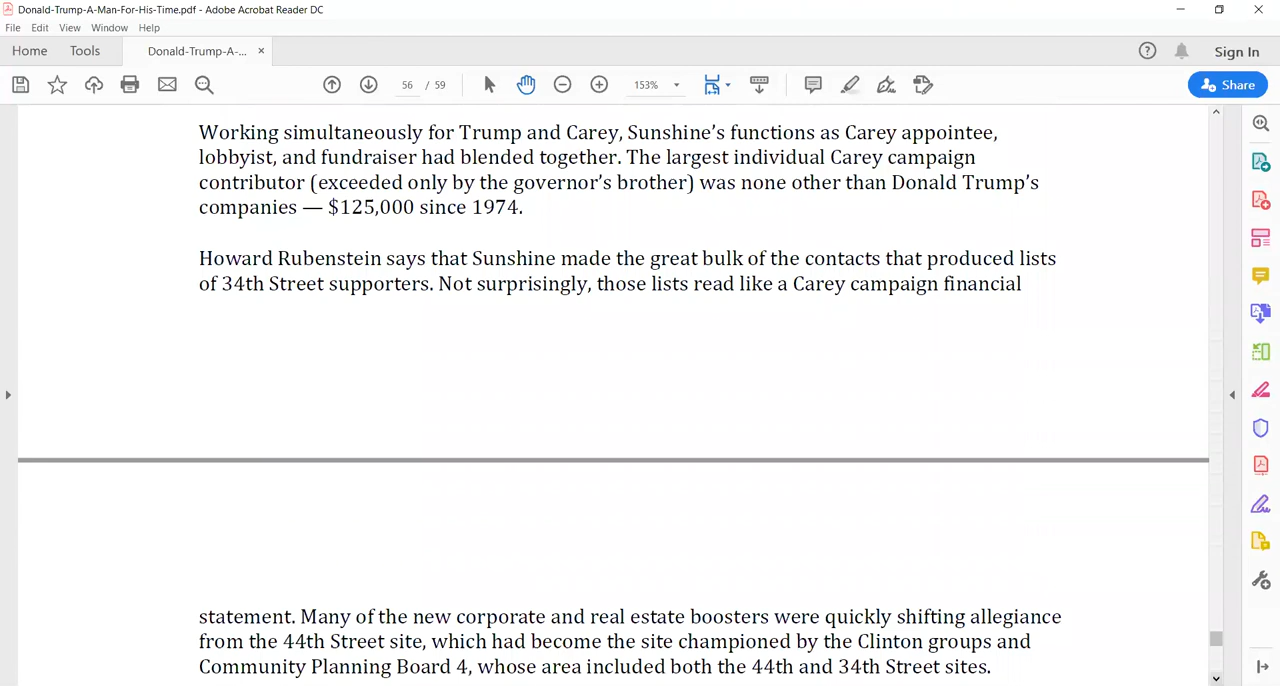 Donald-Trump-A-Man-For-His-Time.pdf - Adobe Acrobat Reader DC
File Edit View Window Help
Home Tools Donald-Trump-A-... × Sign In
56 / 59 153% Share
Working simultaneously for Trump and Carey, Sunshine’s functions as Carey appointee,
lobbyist, and fundraiser had blended together. The largest individual Carey campaign
contributor (exceeded only by the governor’s brother) was none other than Donald Trump’s
companies — $125,000 since 1974.
Howard Rubenstein says that Sunshine made the great bulk of the contacts that produced lists
of 34th Street supporters. Not surprisingly, those lists read like a Carey campaign financial
statement. Many of the new corporate and real estate boosters were quickly shifting allegiance
from the 44th Street site, which had become the site championed by the Clinton groups and
Community Planning Board 4, whose area included both the 44th and 34th Street sites.